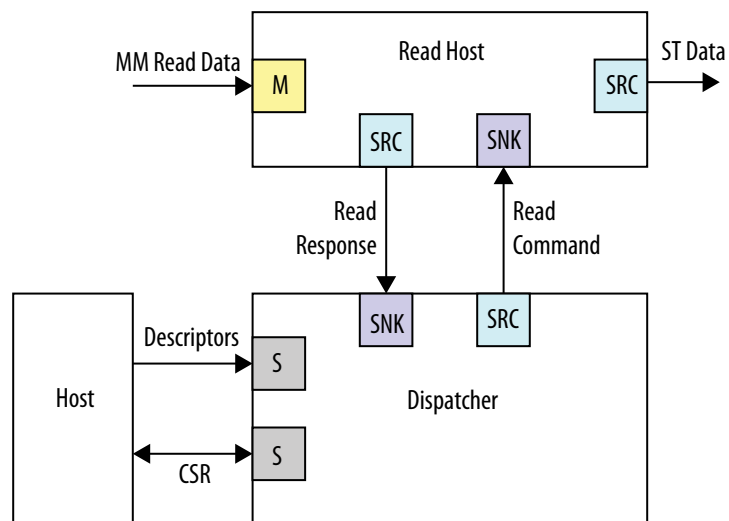 Read Host
MM Read Data
M
SRC
ST Data
SRC
SNK
Read
Response
Read
Command
SNK
SRC
Host
Descriptors
S
Dispatcher
CSR
S